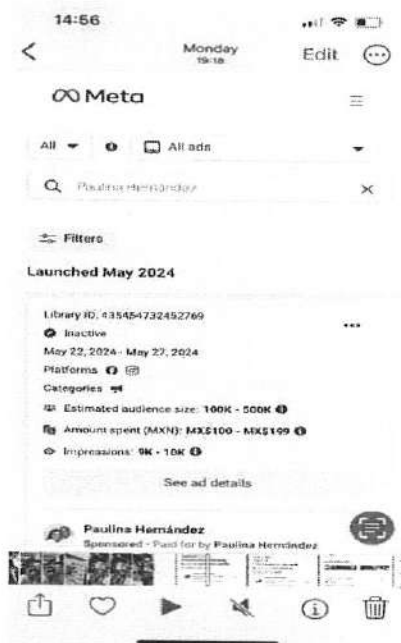 14:56
Monday
19:18
Edit
Meta
All
All ads
Paulina Hernández
Filters
Launched May 2024
Library ID: 435454732452769
Inactive
May 22, 2024 - May 27, 2024
Platforms
Categories
Estimated audience size: 100K - 500K
Amount spent (MXN): MX$100 - MX$199
Impressions: 9K - 10K
See ad details
Paulina Hernández
Sponsored - Paid for by Paulina Hernández